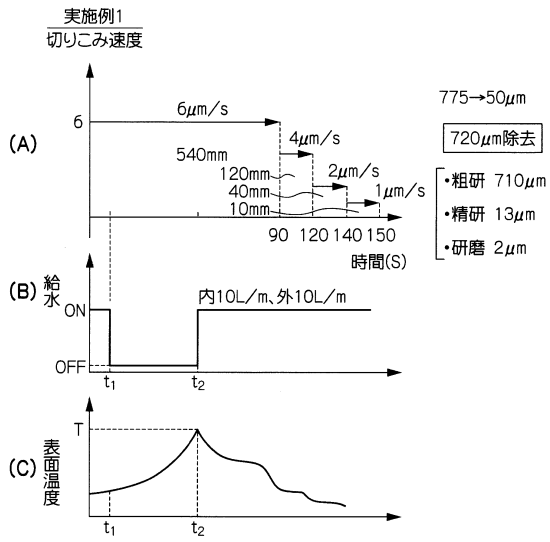 実施例1
切りこみ速度
(A)
6
6μm/s
4μm/s
2μm/s
1μm/s
540mm
120mm
40mm
10mm
90 120 140 150
時間(S)
775→50μm
720μm除去
・粗研 710μm
・精研 13μm
・研磨 2μm
(B)
給水
ON
OFF
内10L/m、外10L/m
t1 t2
(C)
表面温度
T
t1 t2